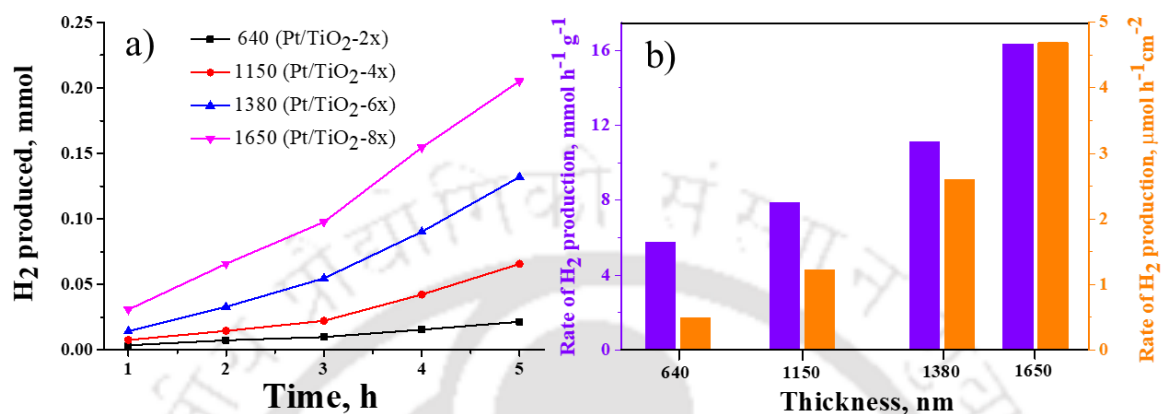 a)
640 (Pt/TiO₂-2x)
1150 (Pt/TiO₂-4x)
1380 (Pt/TiO₂-6x)
1650 (Pt/TiO₂-8x)
H₂ produced, mmol
0.25
0.20
0.15
0.10
0.05
0.00
1 2 3 4 5
Time, h
b)
Rate of H₂ production, mmol h⁻¹ g⁻¹
16
12
8
4
0
640 1150 1380 1650
Thickness, nm
5
4
3
2
1
0
Rate of H₂ production, μmol h⁻¹cm⁻²